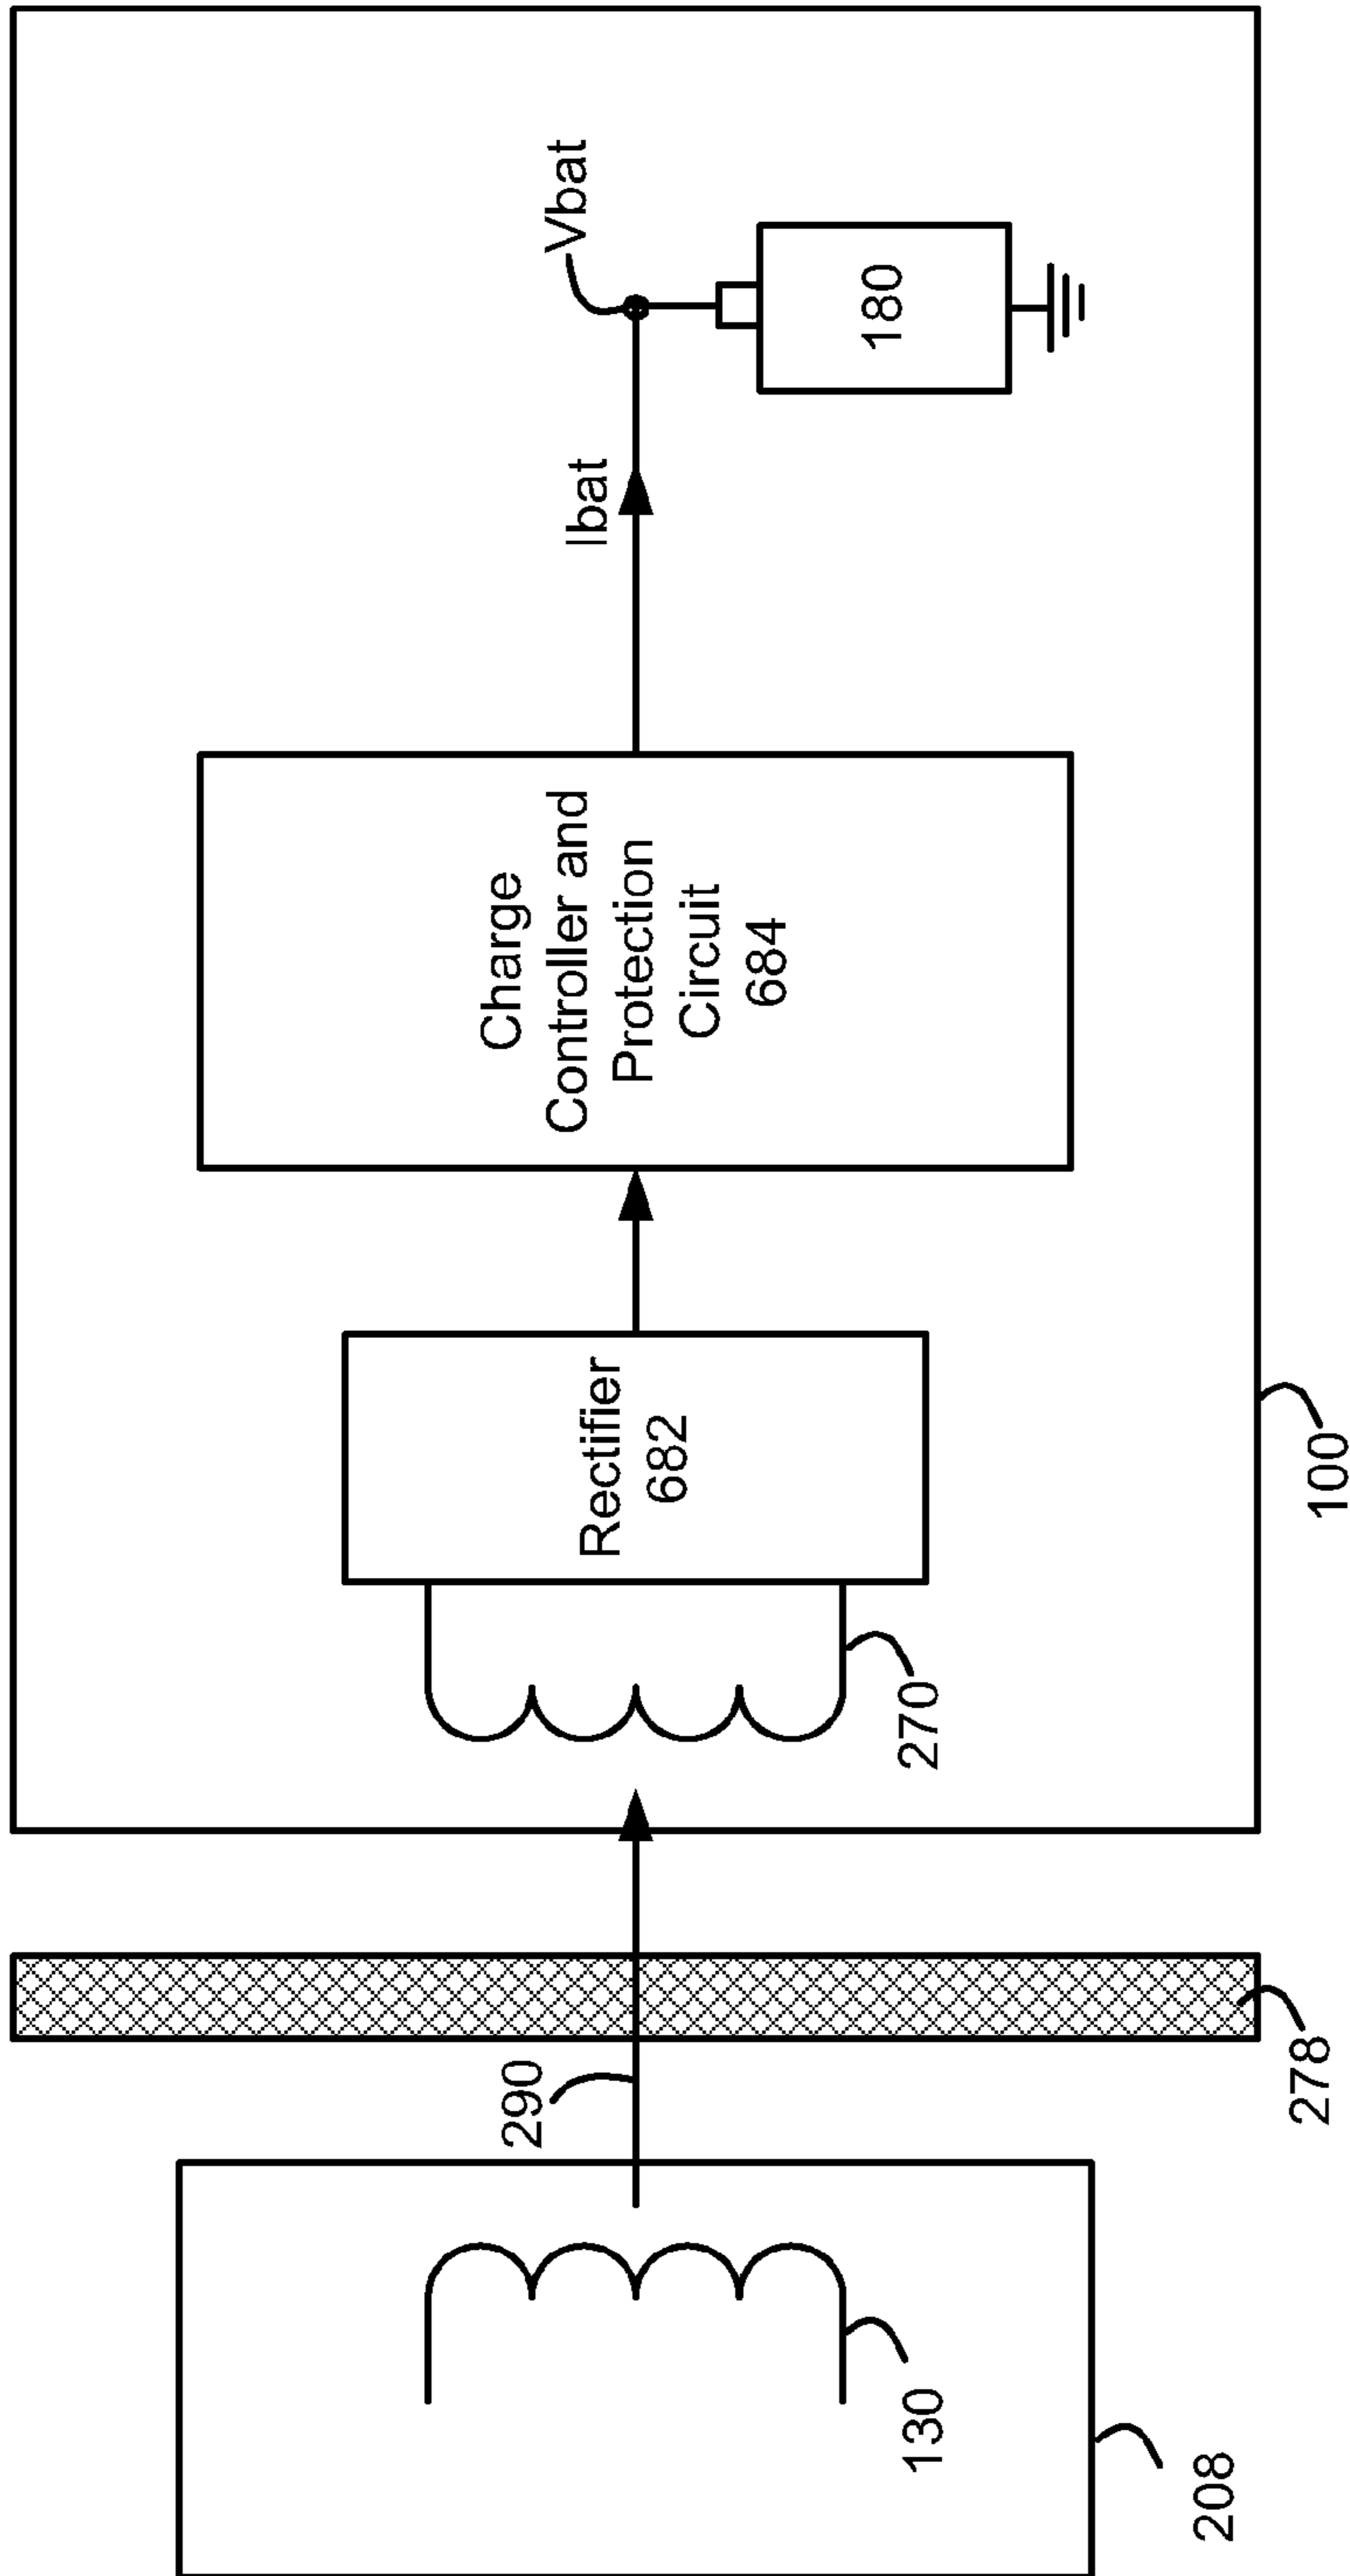 208
130
290
278
270
Rectifier
682
100
Charge
Controller and
Protection
Circuit
684
Ibat
Vbat
180